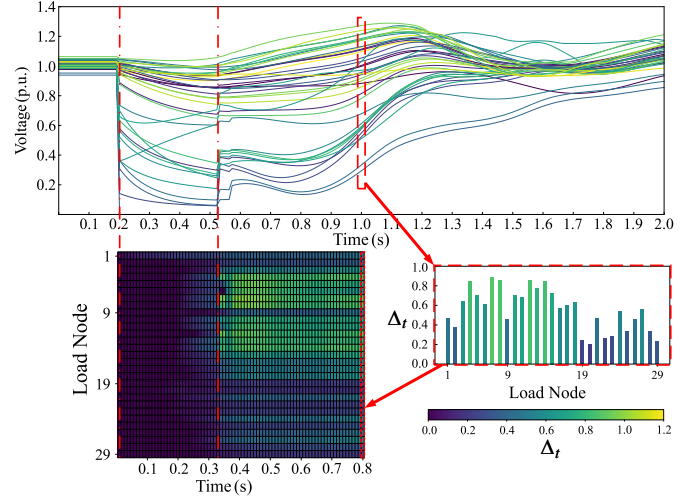 1.4
1.2
1.0
0.8
0.6
0.4
0.2
Voltage (p.u.)
0.1 0.2 0.3 0.4 0.5 0.6 0.7 0.8 0.9 1.0 1.1 1.2 1.3 1.4 1.5 1.6 1.7 1.8 1.9 2.0
Time (s)
1
9
19
29
Load Node
0.1 0.2 0.3 0.4 0.5 0.6 0.7 0.8
Time (s)
1.0
0.8
0.6
0.4
0.2
0.0
Δt
1 9 19 29
Load Node
0.0 0.2 0.4 0.6 0.8 1.0 1.2
Δt